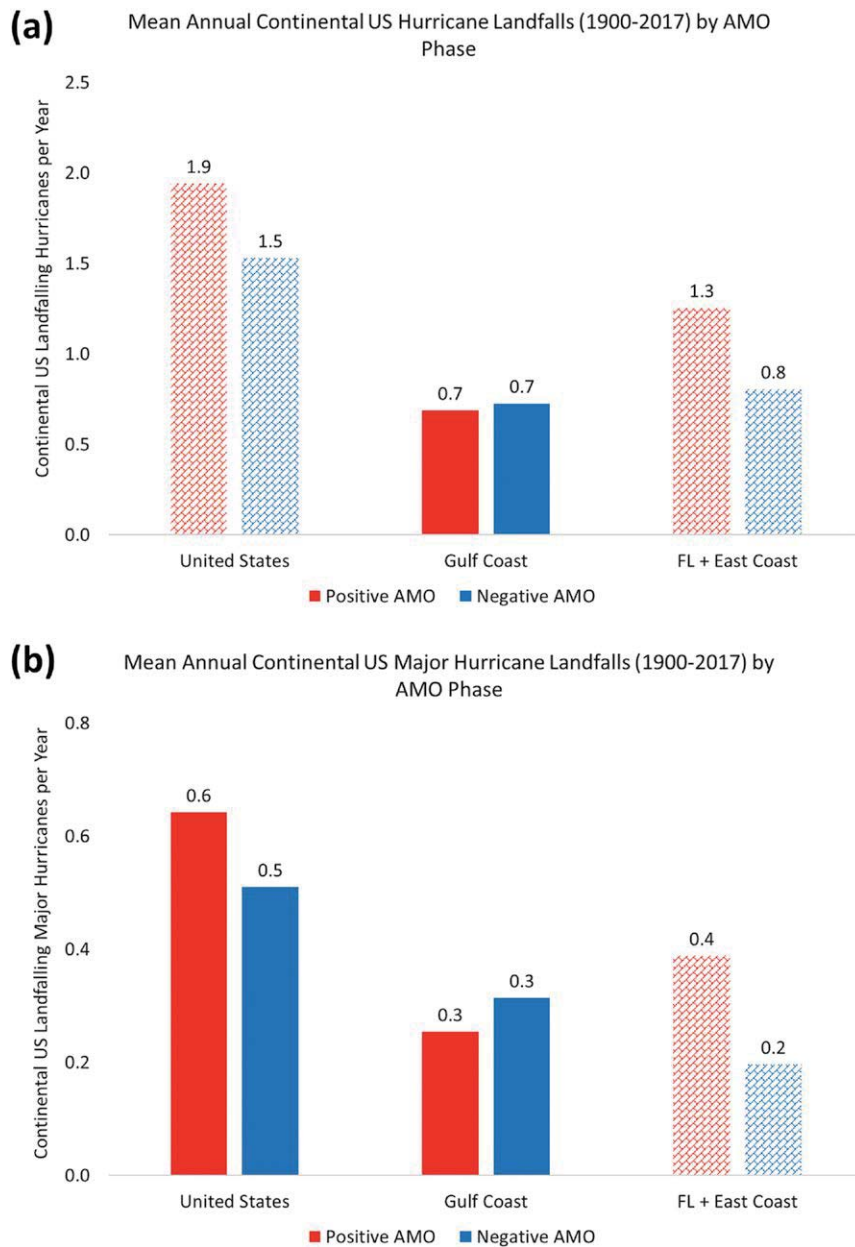 (a)
Mean Annual Continental US Hurricane Landfalls (1900-2017) by AMO
Phase
Continental US Landfalling Hurricanes per Year
2.5
2.0
1.5
1.0
0.5
0.0
1.9
1.5
0.7
0.7
1.3
0.8
United States
Gulf Coast
FL + East Coast
Positive AMO
Negative AMO
(b)
Mean Annual Continental US Major Hurricane Landfalls (1900-2017) by
AMO Phase
Continental US Landfalling Major Hurricanes per Year
0.8
0.6
0.4
0.2
0.0
0.6
0.5
0.3
0.3
0.4
0.2
United States
Gulf Coast
FL + East Coast
Positive AMO
Negative AMO